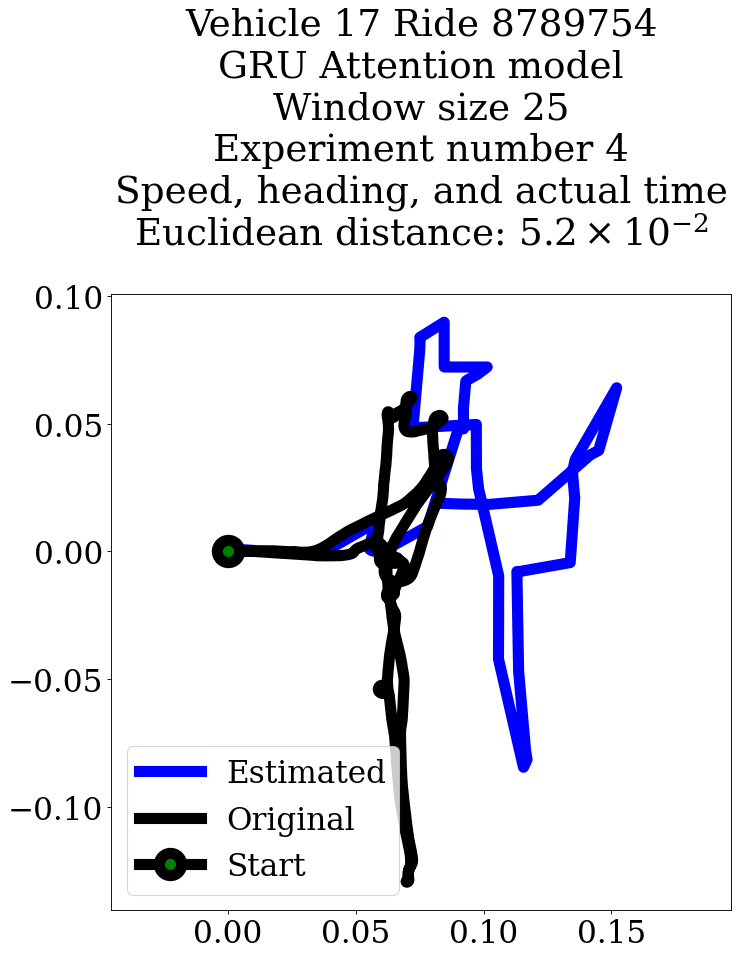 Vehicle 17 Ride 8789754
GRU Attention model
Window size 25
Experiment number 4
Speed, heading, and actual time
Euclidean distance: 5.2 × 10⁻²
0.10
0.05
0.00
−0.05
−0.10
Estimated
Original
Start
0.00 0.05 0.10 0.15